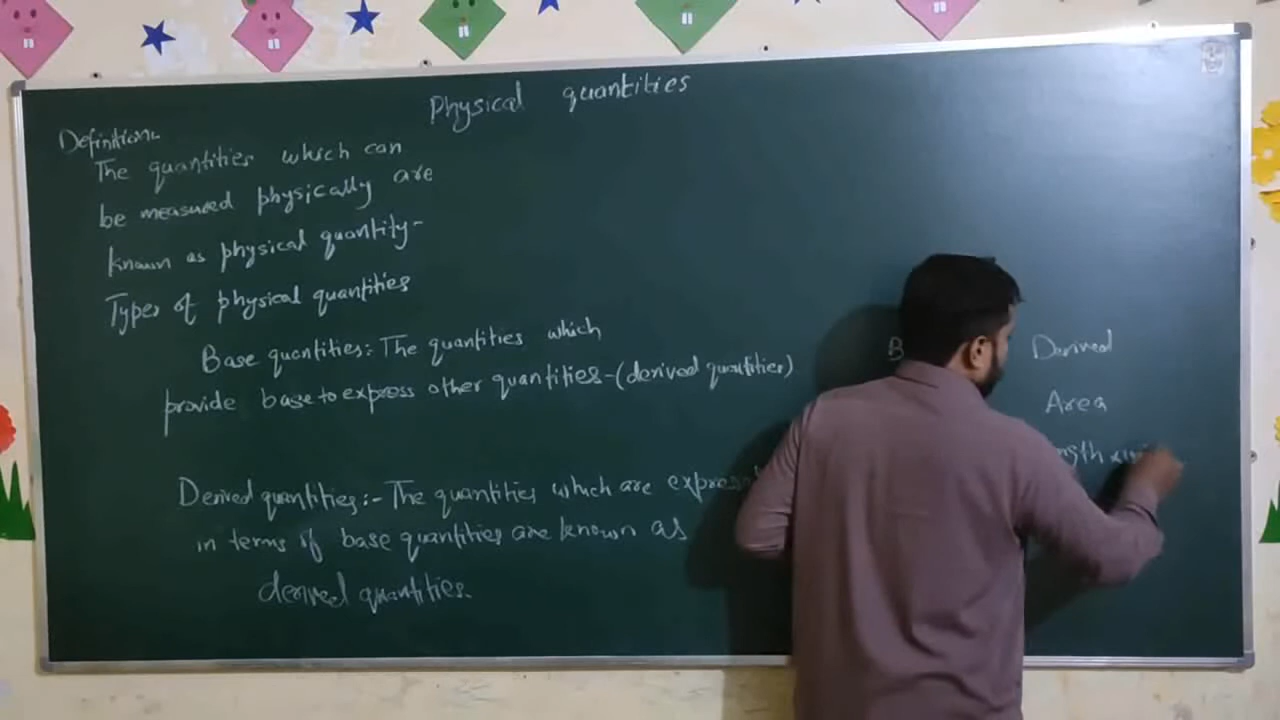 Physical quantities
Definition:-
The quantities which can
be measured physically are
known as physical quantity-
Types of physical quantities
Base quantities:- The quantities which
provide base to express other quantities-(derived quantities)
Derived quantities:- The quantities which are
in terms of base quantities are known as
derived quantities.
Derived
Area